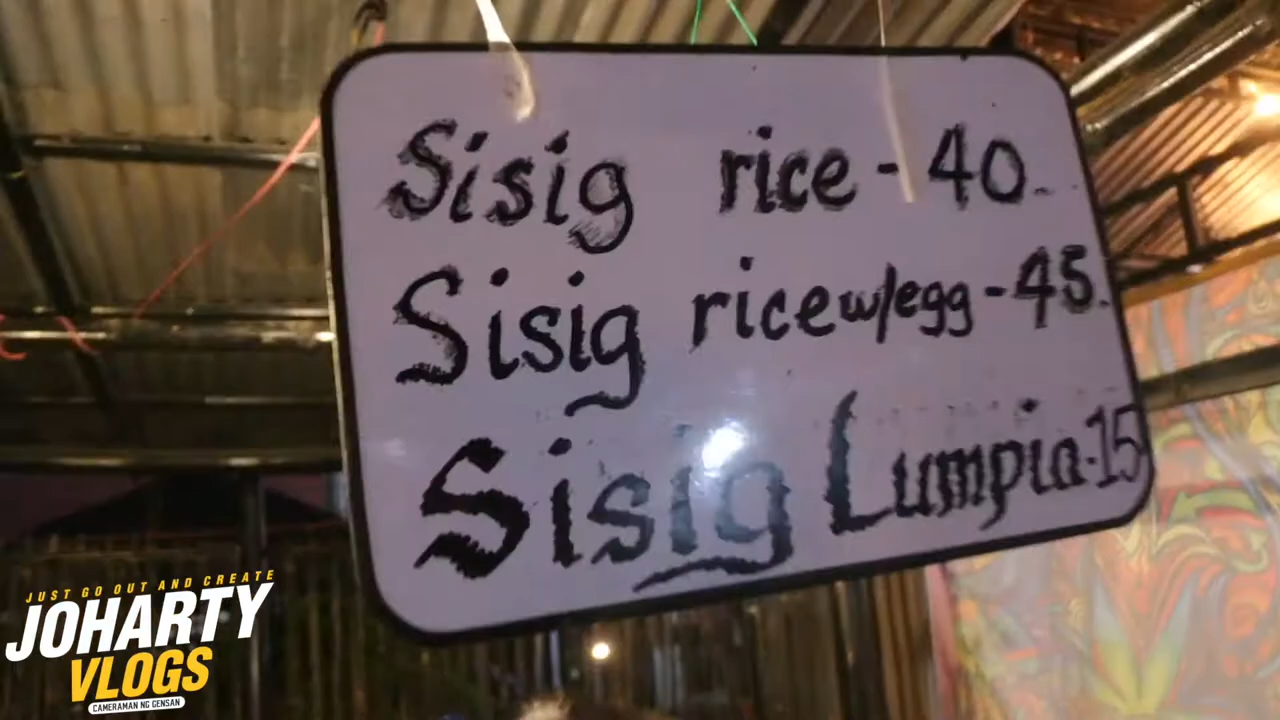 Sisig rice - 40.
Sisig rice w/egg - 45.
Sisig Lumpia - 15
JUST GO OUT AND CREATE
JOHARTY
VLOGS
CAMERAMAN NG GENSAN